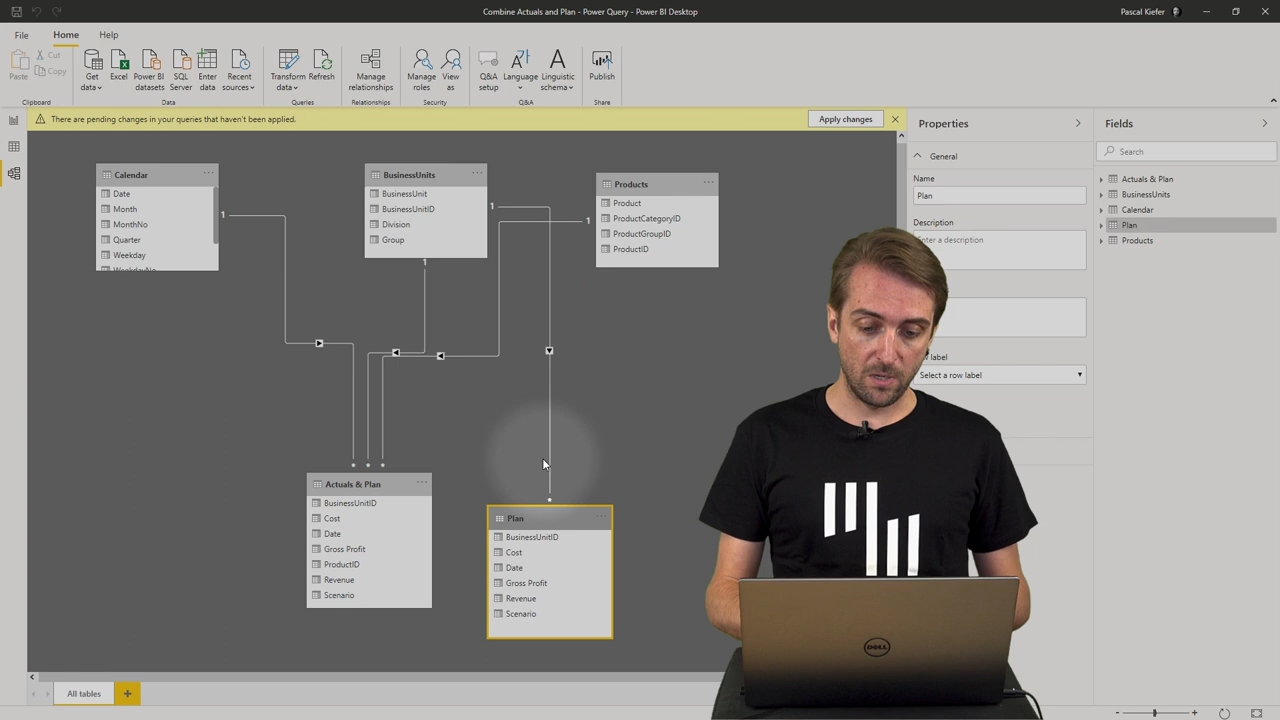 Combine Actuals and Plan - Power Query - Power BI Desktop
Pascal Kiefer
File
Home
Help
Paste
Cut
Copy
Get data
Excel
Power BI datasets
SQL Server
Enter data
Recent sources
Transform data
Refresh
Manage relationships
Manage roles
View as
Q&A setup
Language
Linguistic schema
Publish
Clipboard
Data
Queries
Relationships
Security
Q&A
Share
There are pending changes in your queries that haven't been applied.
Apply changes
Calendar
Date
Month
MonthNo
Quarter
Weekday
WeekdayNo
1
BusinessUnits
BusinessUnit
BusinessUnitID
Division
Group
1
1
Products
Product
ProductCategoryID
ProductGroupID
ProductID
1
Actuals & Plan
BusinessUnitID
Cost
Date
Gross Profit
ProductID
Revenue
Scenario
Plan
BusinessUnitID
Cost
Date
Gross Profit
Revenue
Scenario
Properties
General
Name
Plan
Description
Enter a description
label
Select a row label
Fields
Search
Actuals & Plan
BusinessUnits
Calendar
Plan
Products
DELL
All tables